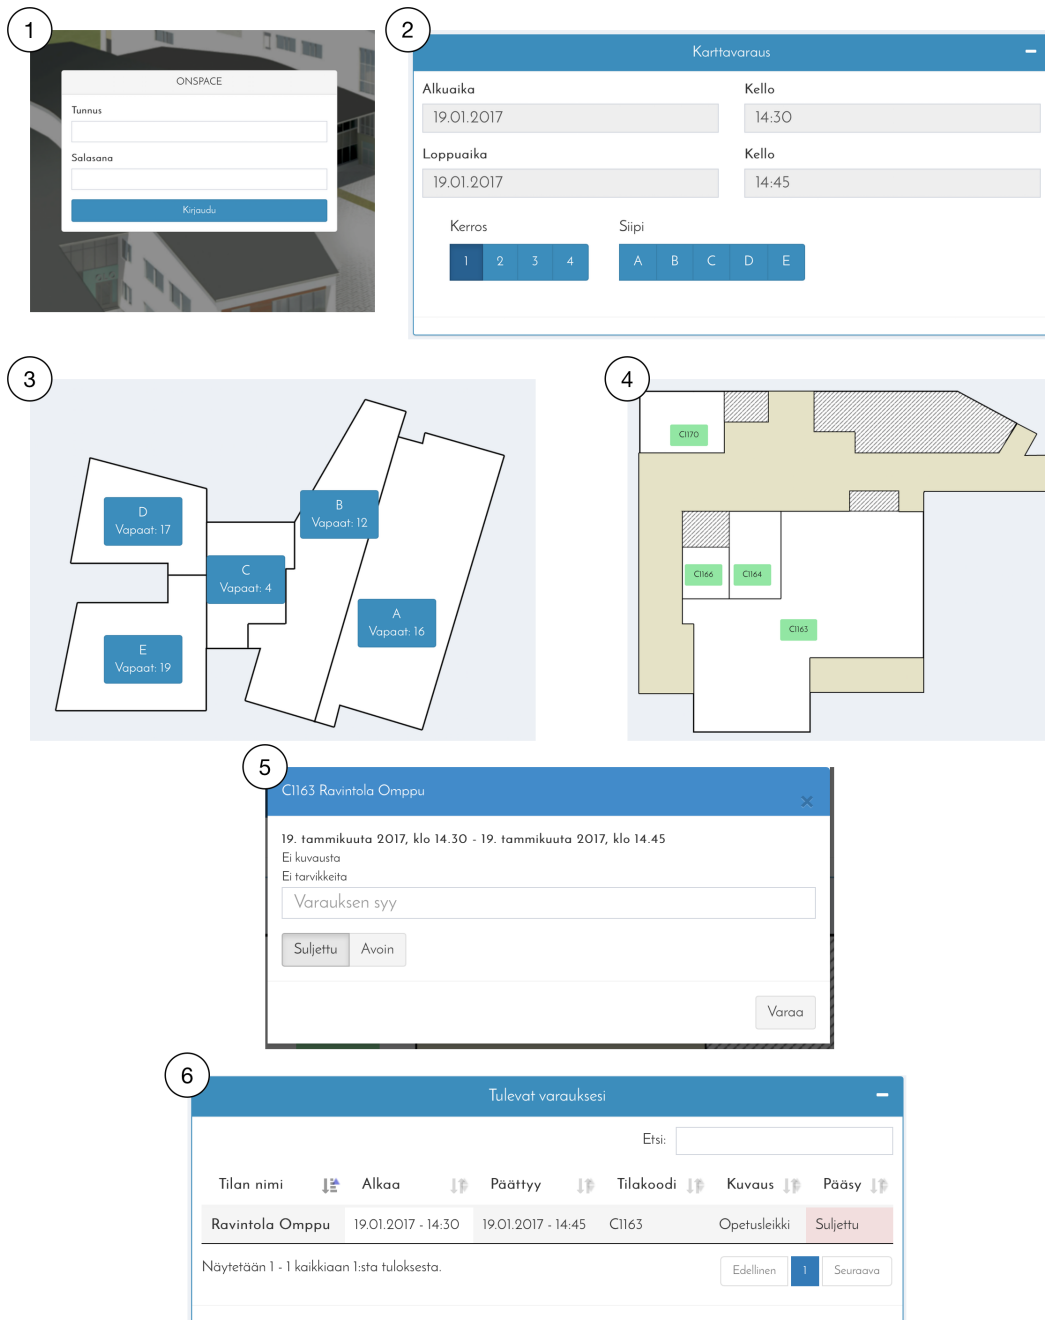 1
ONSPACE
Tunnus
Salasana
Kirjaudu
2
Karttavaraus
Alkuaika Kello
19.01.2017 14:30
Loppuaika Kello
19.01.2017 14:45
Kerros Siipi
1 2 3 4 A B C D E
3
D
Vapaat: 17
B
Vapaat: 12
C
Vapaat: 4
A
Vapaat: 16
E
Vapaat: 19
4
C1170
C1166 C1164
C1163
5
C1163 Ravintola Omppu
19. tammikuuta 2017, klo 14.30 - 19. tammikuuta 2017, klo 14.45
Ei kuvausta
Ei tarvikkeita
Varauksen syy
Suljettu Avoin
Varaa
6
Tulevat varauksesi
Etsi:
Tilan nimi Alkaa Päättyy Tilakoodi Kuvaus Pääsy
Ravintola Omppu 19.01.2017 - 14:30 19.01.2017 - 14:45 C1163 Opetusleikki Suljettu
Näytetään 1 - 1 kaikkiaan 1:sta tuloksesta.
Edellinen 1 Seuraava